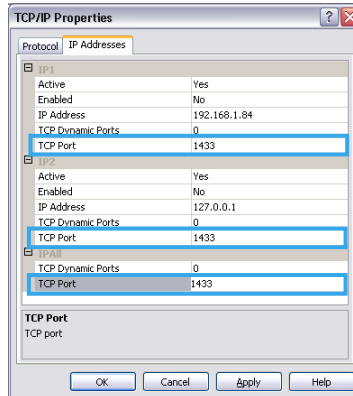 TCP/IP Properties
Protocol IP Addresses
IP1
Active Yes
Enabled No
IP Address 192.168.1.84
TCP Dynamic Ports 0
TCP Port 1433
IP2
Active Yes
Enabled No
IP Address 127.0.0.1
TCP Dynamic Ports 0
TCP Port 1433
IPAll
TCP Dynamic Ports 0
TCP Port 1433
TCP Port
TCP port
OK Cancel Apply Help